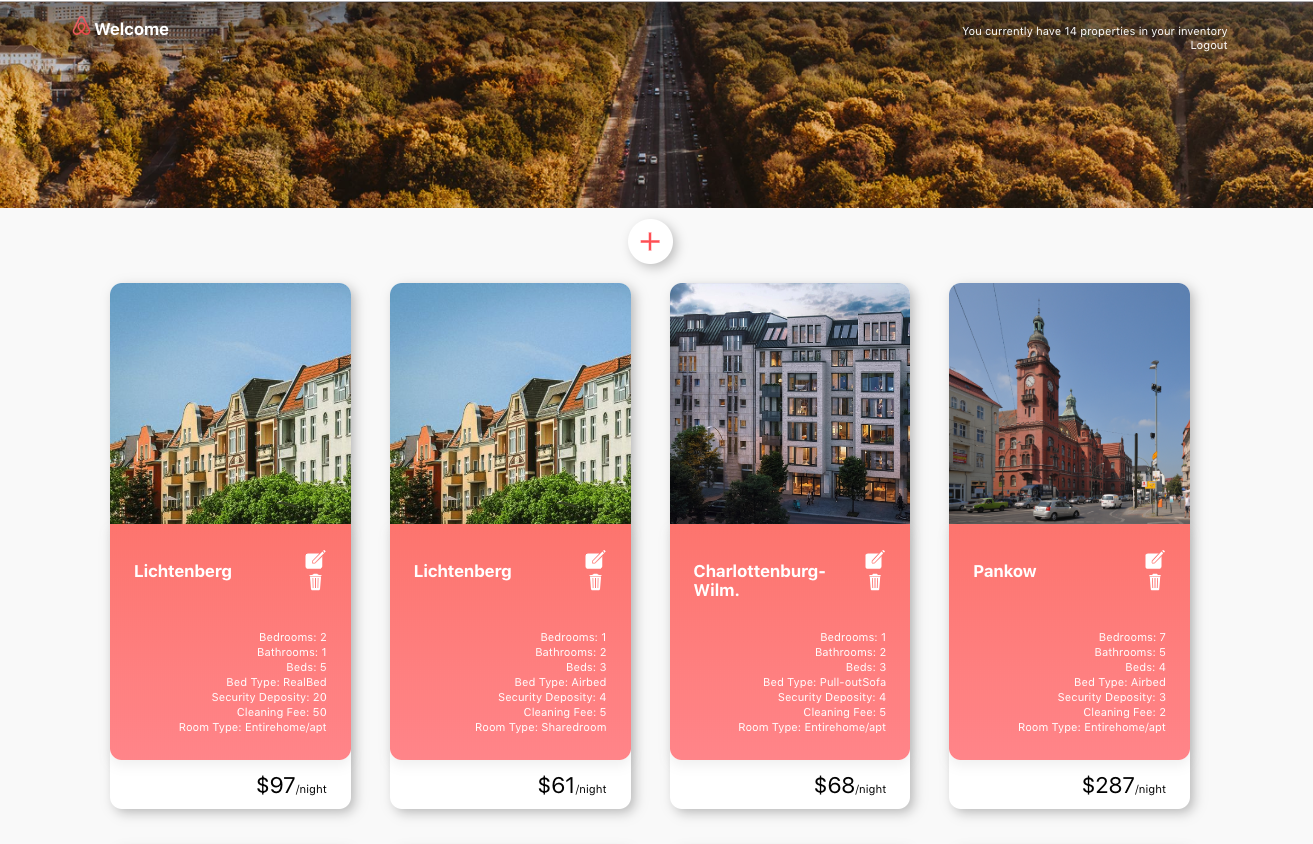 Welcome
You currently have 14 properties in your inventory
Logout
Lichtenberg
Bedrooms: 2
Bathrooms: 1
Beds: 5
Bed Type: RealBed
Security Deposity: 20
Cleaning Fee: 50
Room Type: Entirehome/apt
$97/night
Lichtenberg
Bedrooms: 1
Bathrooms: 2
Beds: 3
Bed Type: Airbed
Security Deposity: 4
Cleaning Fee: 5
Room Type: Sharedroom
$61/night
Charlottenburg-
Wilm.
Bedrooms: 1
Bathrooms: 2
Beds: 3
Bed Type: Pull-outSofa
Security Deposity: 4
Cleaning Fee: 5
Room Type: Entirehome/apt
$68/night
Pankow
Bedrooms: 7
Bathrooms: 5
Beds: 4
Bed Type: Airbed
Security Deposity: 3
Cleaning Fee: 2
Room Type: Entirehome/apt
$287/night